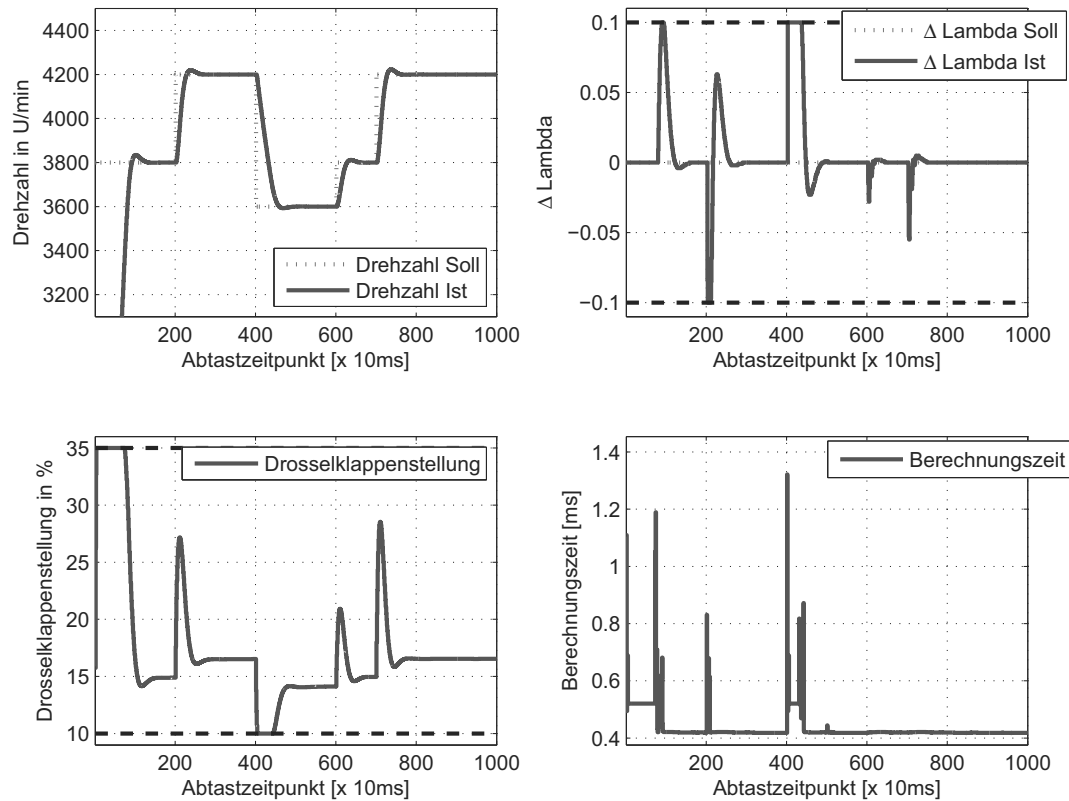 4400
4200
4000
3800
3600
3400
3200
Drehzahl in U/min
Drehzahl Soll
Drehzahl Ist
200 400 600 800 1000
Abtastzeitpunkt [x 10ms]
0.1
0.05
0
−0.05
−0.1
Δ Lambda
Δ Lambda Soll
Δ Lambda Ist
200 400 600 800 1000
Abtastzeitpunkt [x 10ms]
35
30
25
20
15
10
Drosselklappenstellung in %
Drosselklappenstellung
200 400 600 800 1000
Abtastzeitpunkt [x 10ms]
1.4
1.2
1
0.8
0.6
0.4
Berechnungszeit [ms]
Berechnungszeit
200 400 600 800 1000
Abtastzeitpunkt [x 10ms]